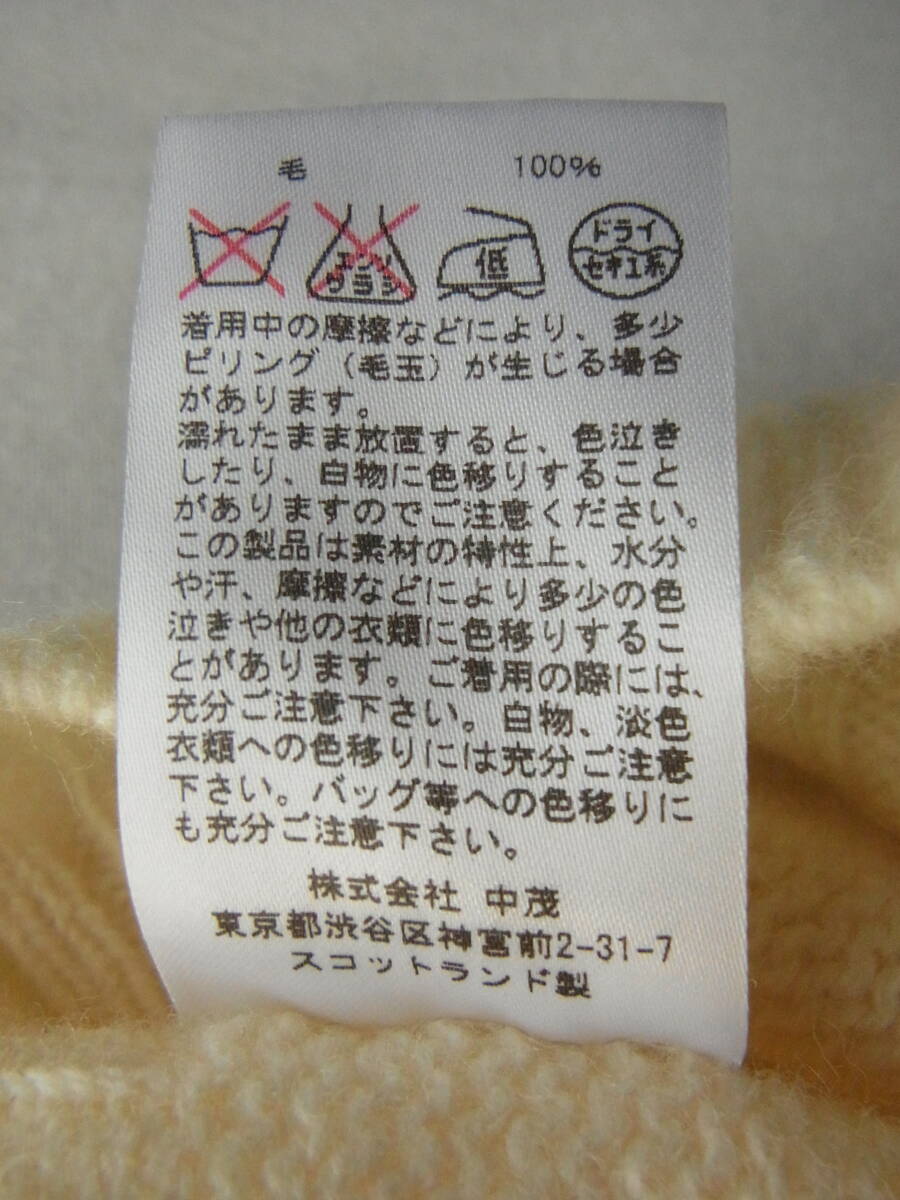 毛 100%
エンソ
サラシ
低
ドライ
セキユ系
着用中の摩擦などにより、多少
ピリング（毛玉）が生じる場合
があります。
濡れたまま放置すると、色泣き
したり、白物に色移りすること
がありますのでご注意ください。
この製品は素材の特性上、水分
や汗、摩擦などにより多少の色
泣きや他の衣類に色移りするこ
とがあります。ご着用の際には、
充分ご注意下さい。白物、淡色
衣類への色移りには充分ご注意
下さい。バッグ等への色移りに
も充分ご注意下さい。
株式会社 中茂
東京都渋谷区神宮前2-31-7
スコットランド製